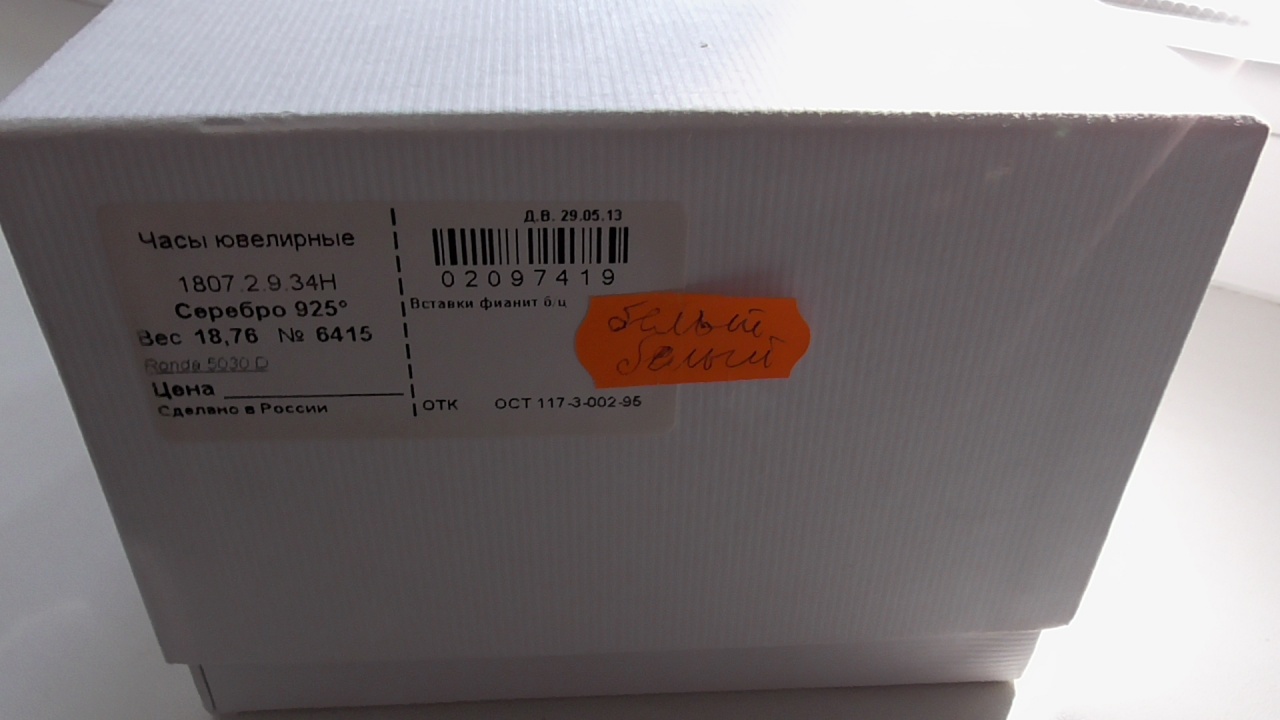 Часы ювелирные
1807.2.9.34Н
Серебро 925°
Вес 18,76 № 6415
Ronda 5030 D
Цена
Сделано в России
Д.В. 29.05.13
02097419
Вставки фианит б/ц
ОТК ОСТ 117-3-002-95
белый
белый